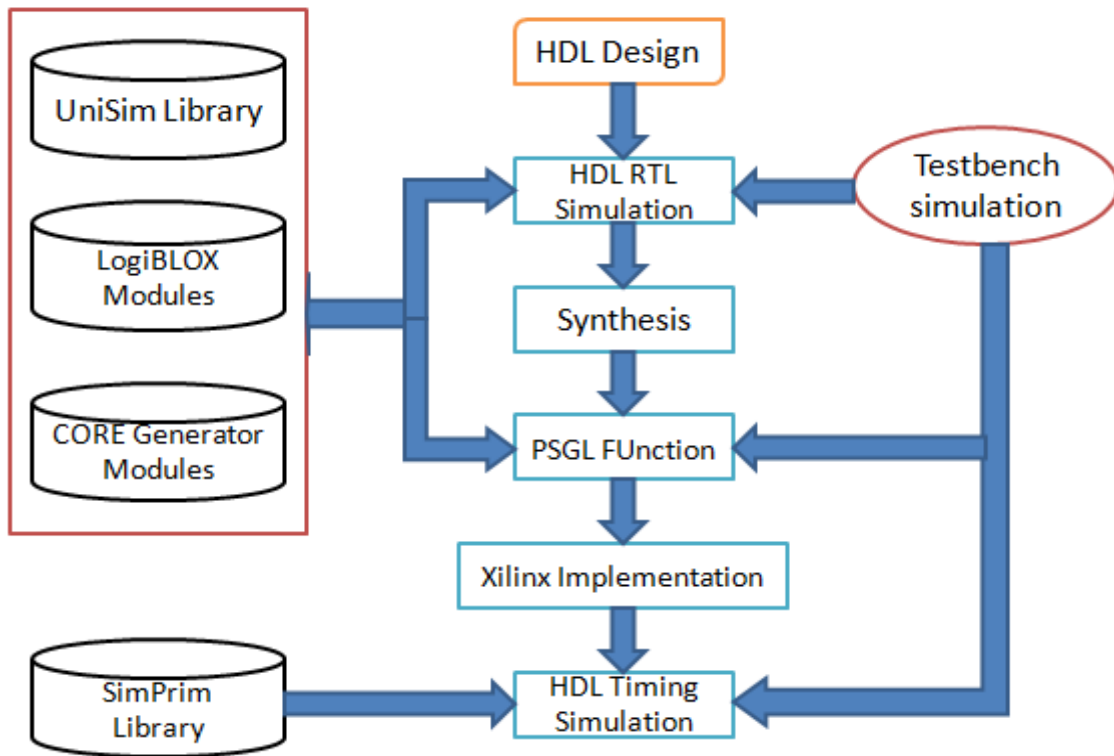 HDL Design
UniSim Library
HDL RTL
Simulation
Testbench
simulation
LogiBLOX
Modules
Synthesis
CORE Generator
Modules
PSGL FUnction
Xilinx Implementation
SimPrim
Library
HDL Timing
Simulation